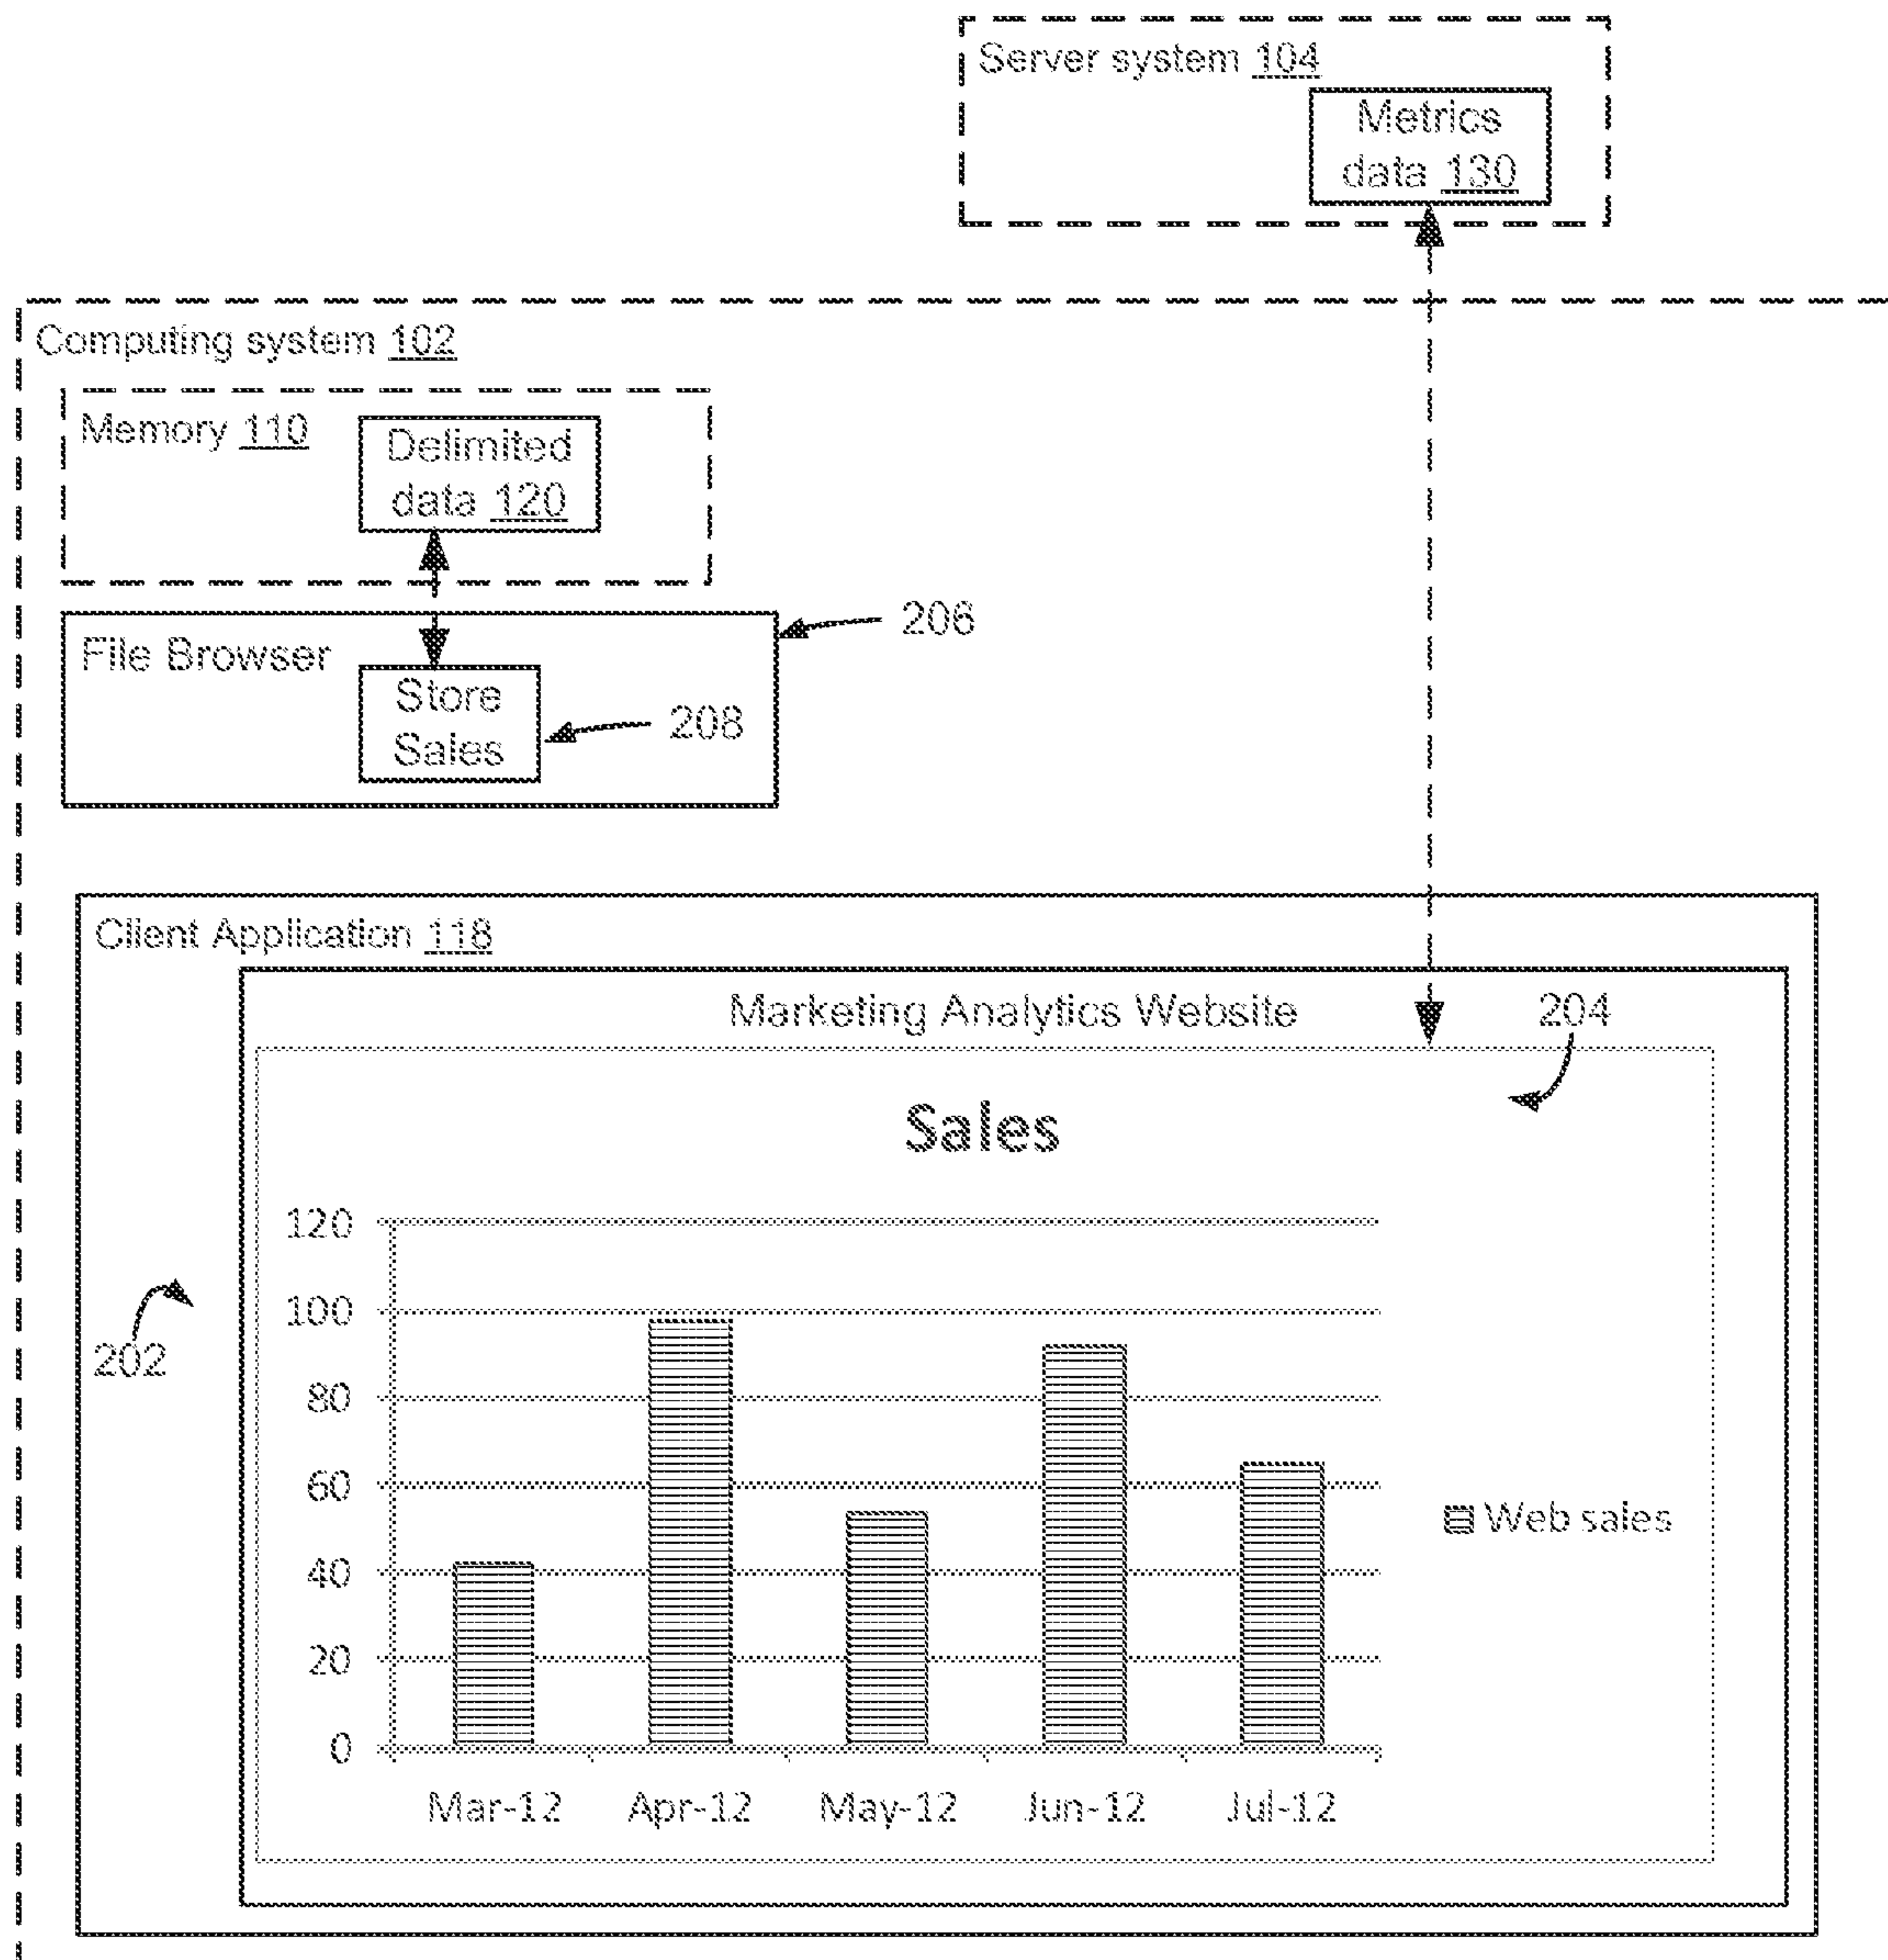 Server system 104
Metrics
data 130
Computing system 102
Memory 110
Delimited
data 120
206
File Browser
Store
Sales
208
Client Application 118
Marketing Analytics Website
204
Sales
120
100
80
60
40
20
0
202
Web sales
Mar-12 Apr-12 May-12 Jun-12 Jul-12